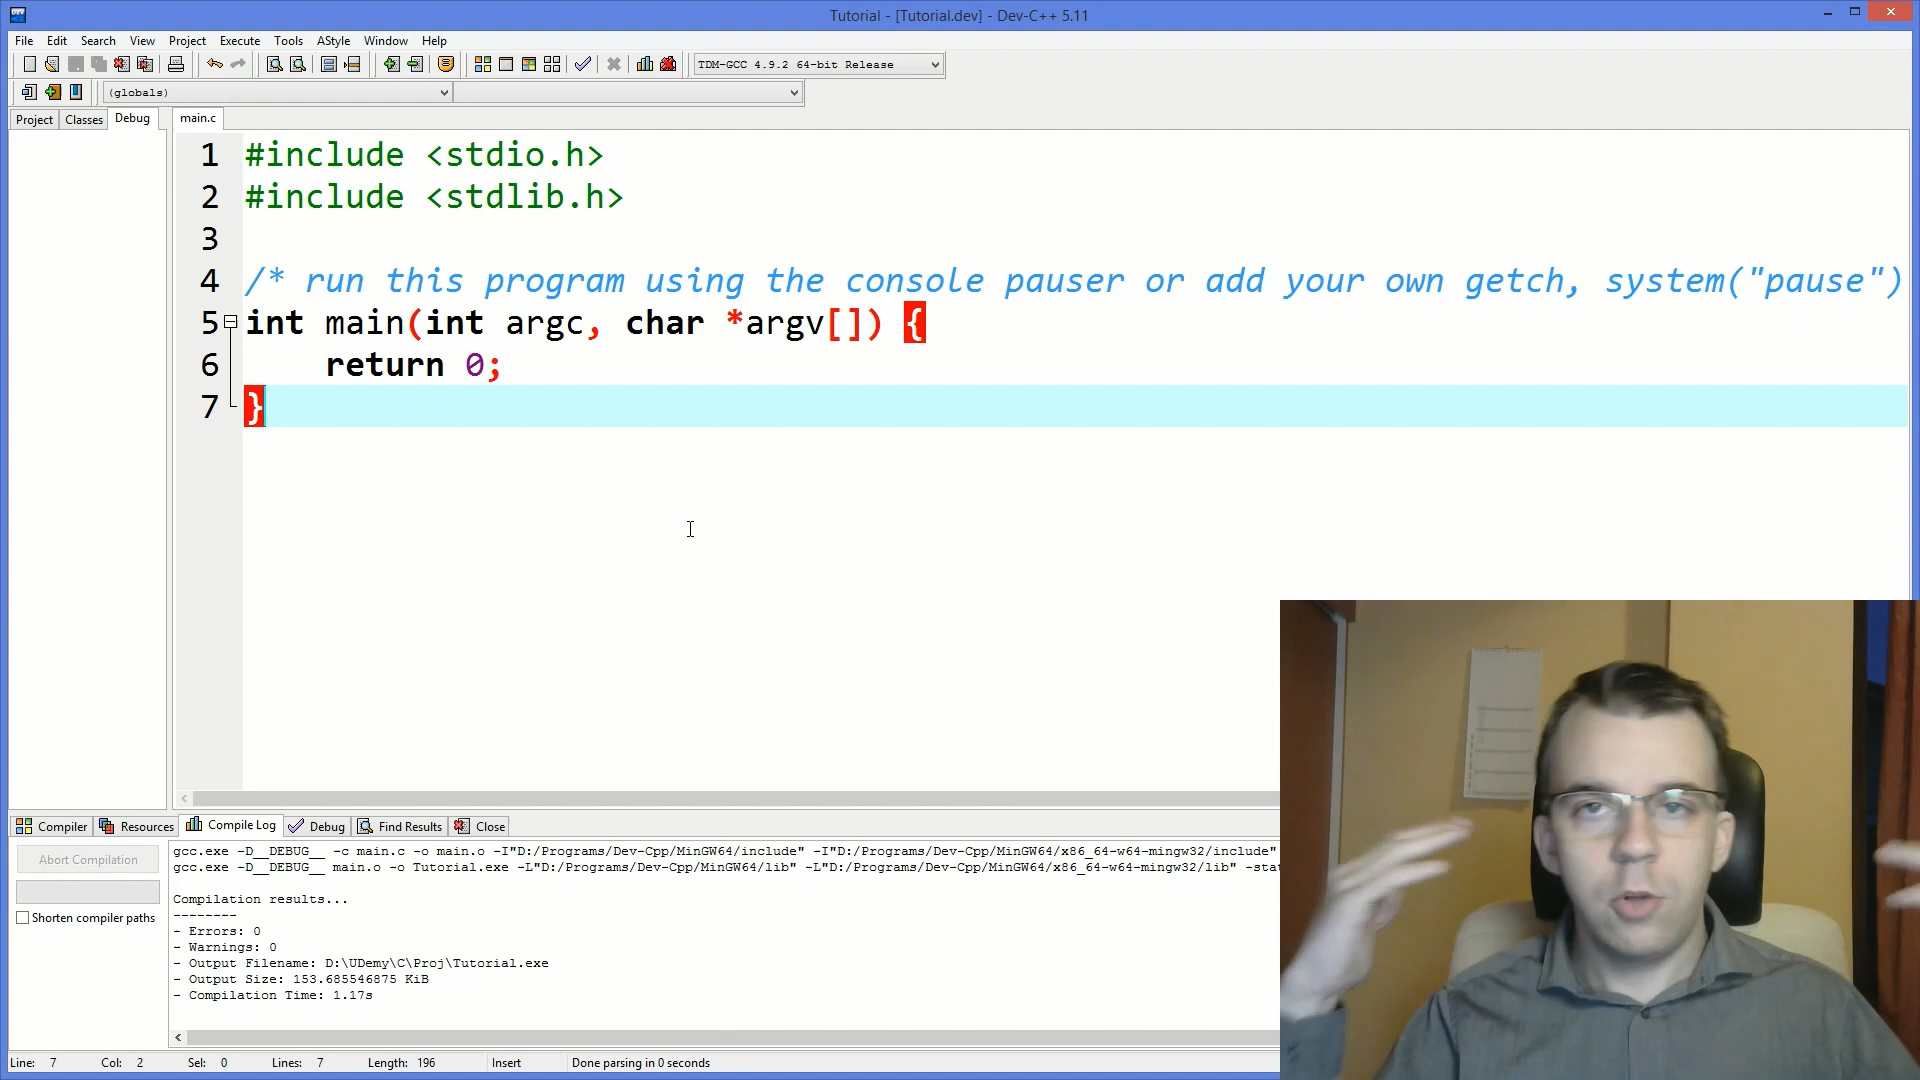 Tutorial - [Tutorial.dev] - Dev-C++ 5.11
File Edit Search View Project Execute Tools AStyle Window Help
TDM-GCC 4.9.2 64-bit Release
(globals)
Project Classes Debug main.c
1 #include <stdio.h>
2 #include <stdlib.h>
3
4 /* run this program using the console pauser or add your own getch, system("pause")
5 int main(int argc, char *argv[]) {
6 return 0;
7 }
Compiler Resources Compile Log Debug Find Results Close
Abort Compilation
Shorten compiler paths
gcc.exe -D__DEBUG__ -c main.c -o main.o -I"D:/Programs/Dev-Cpp/MinGW64/include" -I"D:/Programs/Dev-Cpp/MinGW64/x86_64-w64-mingw32/include"
gcc.exe -D__DEBUG__ main.o -o Tutorial.exe -L"D:/Programs/Dev-Cpp/MinGW64/lib" -L"D:/Programs/Dev-Cpp/MinGW64/x86_64-w64-mingw32/lib" -stat
Compilation results...
--------
- Errors: 0
- Warnings: 0
- Output Filename: D:\UDemy\C\Proj\Tutorial.exe
- Output Size: 153.685546875 KiB
- Compilation Time: 1.17s
Line: 7 Col: 2 Sel: 0 Lines: 7 Length: 196 Insert Done parsing in 0 seconds